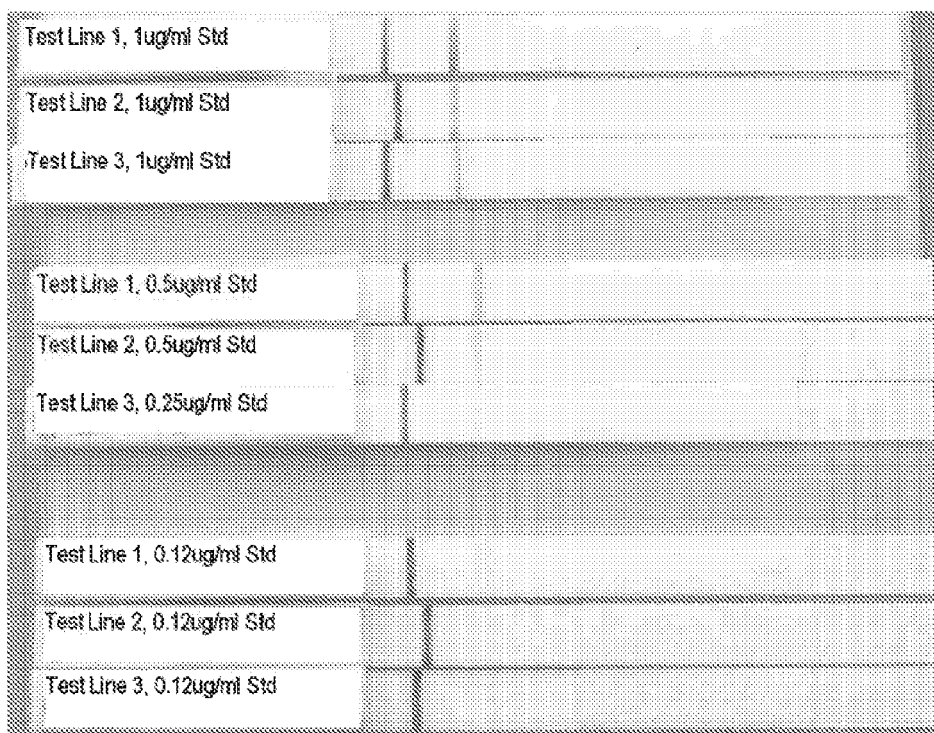 Test Line 1, 1ug/ml Std
Test Line 2, 1ug/ml Std
Test Line 3, 1ug/ml Std
Test Line 1, 0.5ug/ml Std
Test Line 2, 0.5ug/ml Std
Test Line 3, 0.25ug/ml Std
Test Line 1, 0.12ug/ml Std
Test Line 2, 0.12ug/ml Std
Test Line 3, 0.12ug/ml Std